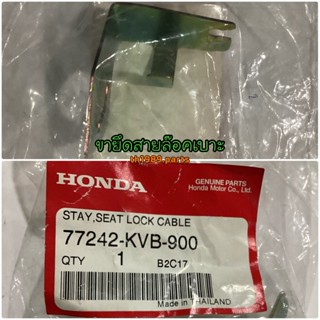 ขายึดสายล๊อคเบาะ
HONDA
GENUINE PARTS
Honda Motor Co., Ltd.
STAY, SEAT LOCK CABLE
77242-KVB-900
QTY 1 B2C17
Made in THAILAND